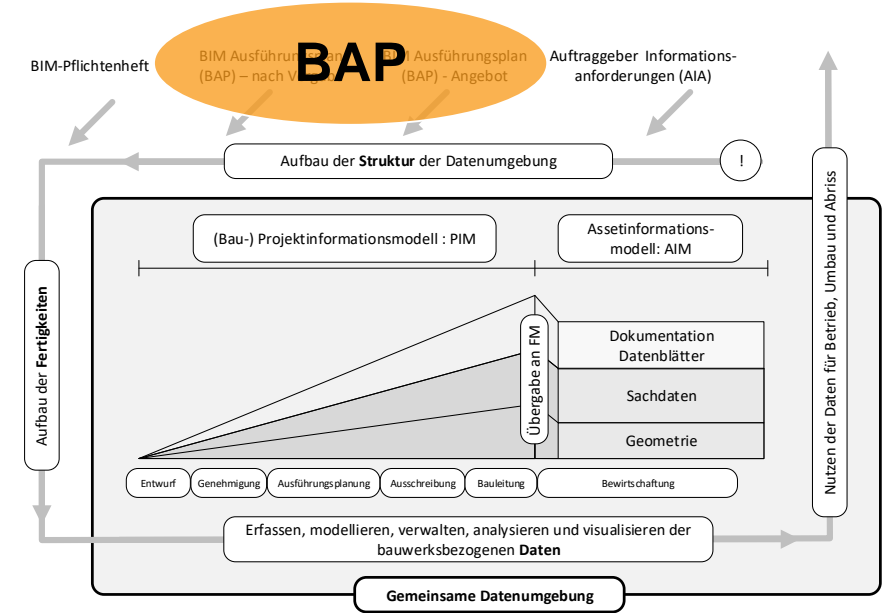 BIM-Pflichtenheft
BIM Ausführungsplan
(BAP) – nach
BAP
Ausführungsplan
(BAP) - Angebot
Auftraggeber Informations-
anforderungen (AIA)
Aufbau der Struktur der Datenumgebung
!
(Bau-) Projektinformationsmodell : PIM
Assetinformations-
modell: AIM
Aufbau der Fertigkeiten
Übergabe an FM
Dokumentation
Datenblätter
Sachdaten
Geometrie
Nutzen der Daten für Betrieb, Umbau und Abriss
Entwurf
Genehmigung
Ausführungsplanung
Ausschreibung
Bauleitung
Bewirtschaftung
Erfassen, modellieren, verwalten, analysieren und visualisieren der
bauwerksbezogenen Daten
Gemeinsame Datenumgebung